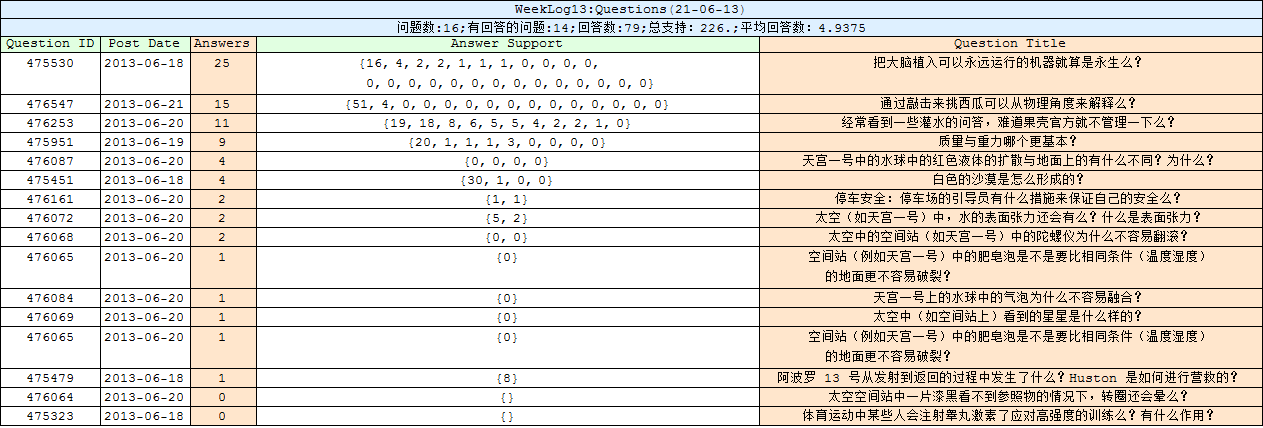 WeekLog13:Questions(21-06-13)
问题数:16;有回答的问题:14;回答数:79;总支持: 226.;平均回答数: 4.9375
Question ID Post Date Answers Answer Support Question Title
475530 2013-06-18 25 {16, 4, 2, 2, 1, 1, 1, 0, 0, 0, 0, 把大脑植入可以永远运行的机器就算是永生么?
0, 0, 0, 0, 0, 0, 0, 0, 0, 0, 0, 0, 0, 0}
476547 2013-06-21 15 {51, 4, 0, 0, 0, 0, 0, 0, 0, 0, 0, 0, 0, 0, 0} 通过敲击来挑西瓜可以从物理角度来解释么?
476253 2013-06-20 11 {19, 18, 8, 6, 5, 5, 4, 2, 2, 1, 0} 经常看到一些灌水的问答，难道果壳官方就不管理一下么?
475951 2013-06-19 9 {20, 1, 1, 1, 3, 0, 0, 0, 0} 质量与重力哪个更基本?
476087 2013-06-20 4 {0, 0, 0, 0} 天宫一号中的水球中的红色液体的扩散与地面上的有什么不同? 为什么?
475451 2013-06-18 4 {30, 1, 0, 0} 白色的沙漠是怎么形成的?
476161 2013-06-20 2 {1, 1} 停车安全: 停车场的引导员有什么措施来保证自己的安全么?
476072 2013-06-20 2 {5, 2} 太空（如天宫一号）中，水的表面张力还会有么? 什么是表面张力?
476068 2013-06-20 2 {0, 0} 太空中的空间站（如天宫一号）中的陀螺仪为什么不容易翻滚?
476065 2013-06-20 1 {0} 空间站（例如天宫一号）中的肥皂泡是不是要比相同条件（温度湿度）
的地面更不容易破裂?
476084 2013-06-20 1 {0} 天宫一号上的水球中的气泡为什么不容易融合?
476069 2013-06-20 1 {0} 太空中（如空间站上）看到的星星是什么样的?
476065 2013-06-20 1 {0} 空间站（例如天宫一号）中的肥皂泡是不是要比相同条件（温度湿度）
的地面更不容易破裂?
475479 2013-06-18 1 {8} 阿波罗 13 号从发射到返回的过程中发生了什么? Huston 是如何进行营救的?
476064 2013-06-20 0 {} 太空空间站中一片漆黑看不到参照物的情况下，转圈还会晕么?
475323 2013-06-18 0 {} 体育运动中某些人会注射睾丸激素了应对高强度的训练么? 有什么作用?